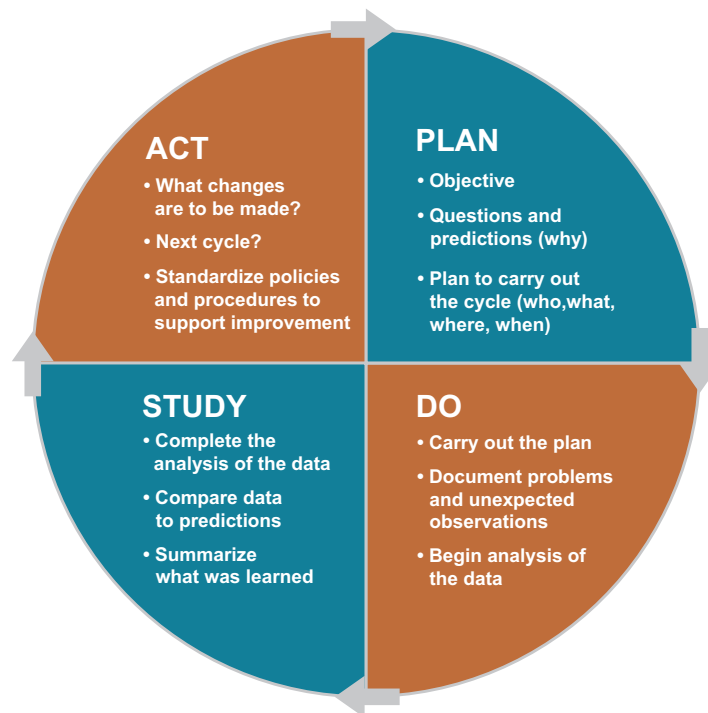 ACT
• What changes
are to be made?
• Next cycle?
• Standardize policies
and procedures to
support improvement
PLAN
• Objective
• Questions and
predictions (why)
• Plan to carry out
the cycle (who,what,
where, when)
STUDY
• Complete the
analysis of the data
• Compare data
to predictions
• Summarize
what was learned
DO
• Carry out the plan
• Document problems
and unexpected
observations
• Begin analysis of
the data